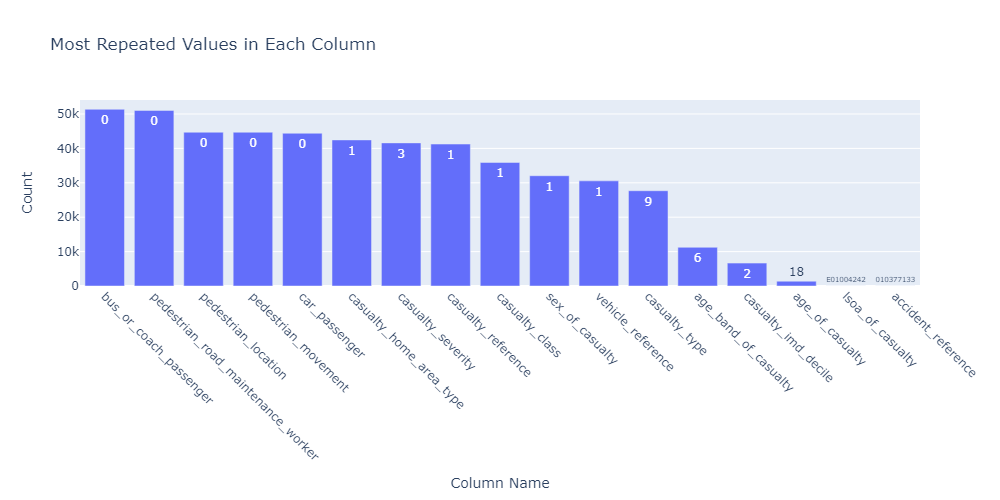 Most Repeated Values in Each Column
Count
50k
40k
30k
20k
10k
0
0
0
0
0
0
1
3
1
1
1
1
9
6
2
18
E01004242
010377133
bus_or_coach_passenger
pedestrian_road_maintenance_worker
pedestrian_location
pedestrian_movement
car_passenger
casualty_home_area_type
casualty_severity
casualty_reference
casualty_class
sex_of_casualty
vehicle_reference
casualty_type
age_band_of_casualty
casualty_imd_decile
age_of_casualty
lsoa_of_casualty
accident_reference
Column Name